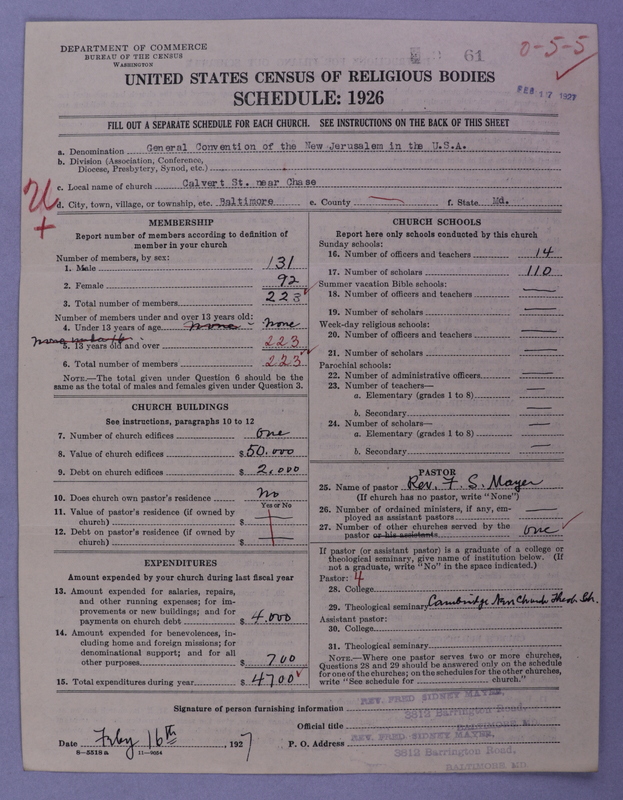 DEPARTMENT OF COMMERCE
BUREAU OF THE CENSUS
WASHINGTON
61
0-5-5
FEB 17 1927
UNITED STATES CENSUS OF RELIGIOUS BODIES
SCHEDULE: 1926
FILL OUT A SEPARATE SCHEDULE FOR EACH CHURCH. SEE INSTRUCTIONS ON THE BACK OF THIS SHEET
a. Denomination General Convention of the New Jerusalem in the U.S.A.
b. Division (Association, Conference,
Diocese, Presbytery, Synod, etc.)
c. Local name of church Calvert St. near Chase
U
d. City, town, village, or township, etc. Baltimore e. County — f. State Md.
MEMBERSHIP
Report number of members according to definition of
member in your church
Number of members, by sex:
1. Male 131
2. Female 92
3. Total number of members 223
Number of members under and over 13 years old:
4. Under 13 years of age none - none
5. 13 years old and over 223
6. Total number of members 223
NOTE.—The total given under Question 6 should be
same as the total of males and females given under Question 3.
CHURCH BUILDINGS
See instructions, paragraphs 10 to 12
7. Number of church edifices one
8. Value of church edifices $ 50.000
9. Debt on church edifices $ 2,000
10. Does church own pastor's residence No
Yes or No
11. Value of pastor's residence (if owned by
church) $ —
12. Debt on pastor's residence (if owned by
church) $ —
EXPENDITURES
Amount expended by your church during last fiscal year
13. Amount expended for salaries, repairs,
and other running expenses; for im-
provements or new buildings; and for
payments on church debt $ 4.000
14. Amount expended for benevolences, in-
cluding home and foreign missions; for
denominational support; and for all
other purposes $ 700
15. Total expenditures during year $ 4700
CHURCH SCHOOLS
Report here only schools conducted by this church
Sunday schools:
16. Number of officers and teachers 14
17. Number of scholars 110
Summer vacation Bible schools:
18. Number of officers and teachers —
19. Number of scholars —
Week-day religious schools:
20. Number of officers and teachers —
21. Number of scholars —
Parochial schools:
22. Number of administrative officers —
23. Number of teachers—
a. Elementary (grades 1 to 8) —
b. Secondary —
24. Number of scholars—
a. Elementary (grades 1 to 8) —
b. Secondary —
PASTOR
25. Name of pastor Rev. F. S. Mayer
(If church has no pastor, write "None")
26. Number of ordained ministers, if any, em-
ployed as assistant pastors —
27. Number of other churches served by the
pastor or his assistants one
If pastor (or assistant pastor) is a graduate of a college or
theological seminary, give name of institution below. (If
not a graduate, write "No" in the space indicated.)
Pastor: 4
28. College
29. Theological seminary Cambridge New Church Theol. Sch.
Assistant pastor:
30. College
31. Theological seminary
NOTE.—Where one pastor serves two or more churches,
Questions 28 and 29 should be answered only on the schedule
for one of the churches; on the schedules for the other churches,
write "See schedule for church."
Signature of person furnishing information REV. FRED SIDNEY MAYER,
3812 Barrington Road,
Official title BALTIMORE MD.
REV. FRED SIDNEY MAYER,
Date Feby 16th, 1927 P. O. Address 3812 Barrington Road,
8-5518a 11-9054
BALTIMORE MD